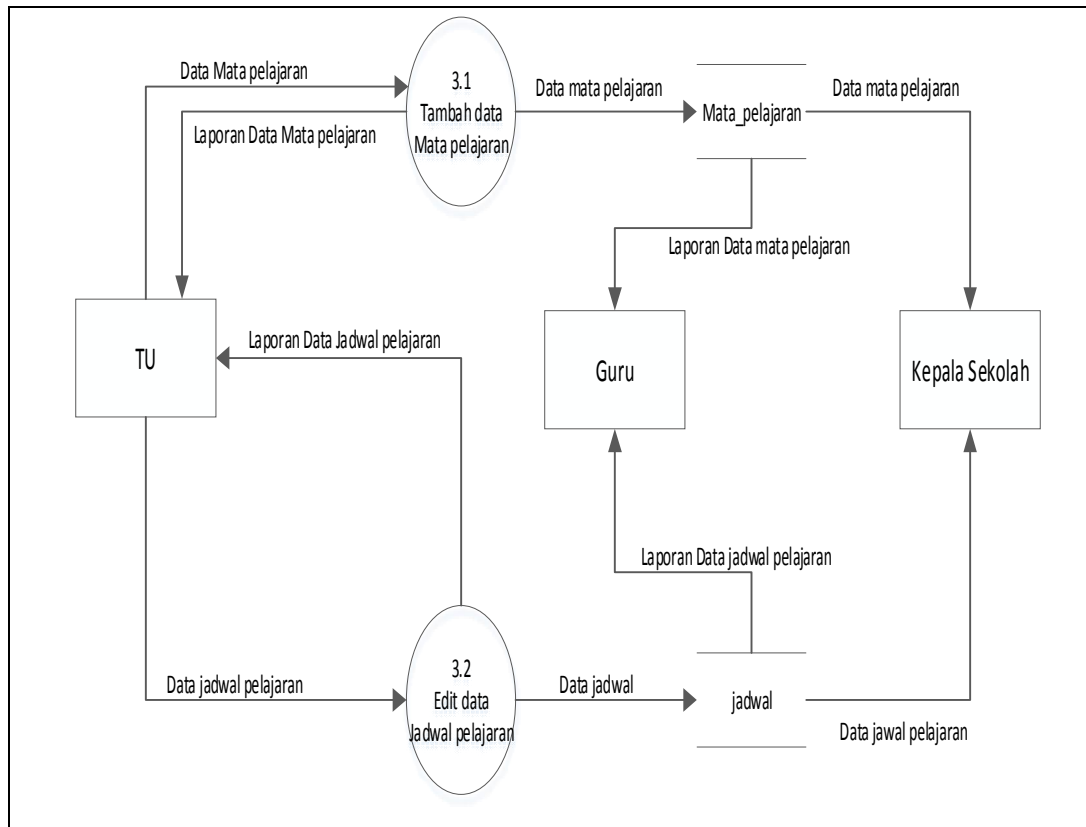 Data Mata pelajaran
3.1
Tambah data
Mata pelajaran
Data mata pelajaran
Mata_pelajaran
Data mata pelajaran
Laporan Data Mata pelajaran
Laporan Data mata pelajaran
TU
Laporan Data Jadwal pelajaran
Guru
Kepala Sekolah
Laporan Data jadwal pelajaran
Data jadwal pelajaran
3.2
Edit data
Jadwal pelajaran
Data jadwal
jadwal
Data jawal pelajaran